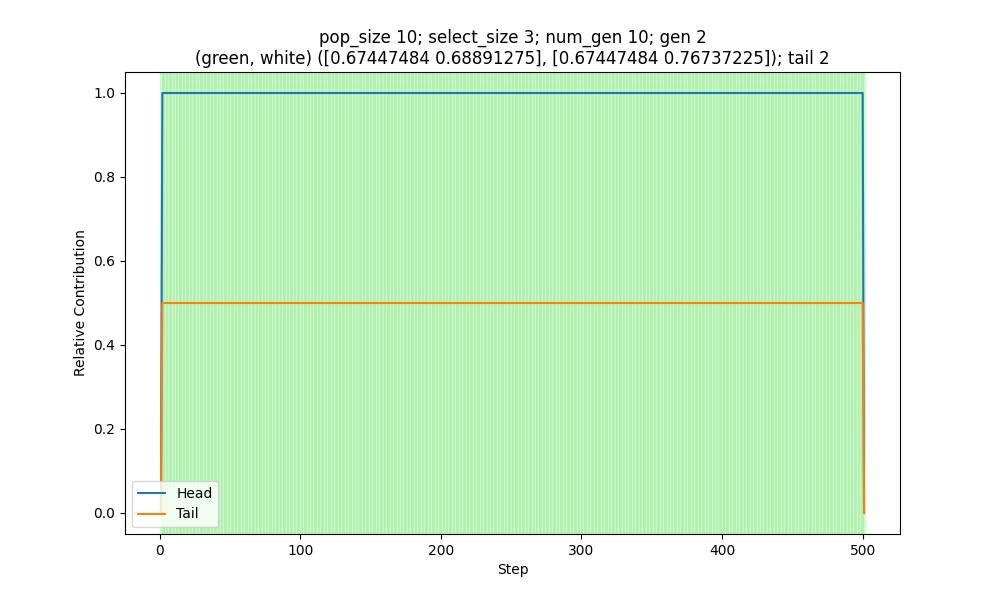 pop_size 10; select_size 3; num_gen 10; gen 2
(green, white) ([0.67447484 0.68891275], [0.67447484 0.76737225]); tail 2
1.0
0.8
0.6
0.4
0.2
0.0
Relative Contribution
Head
Tail
0 100 200 300 400 500
Step